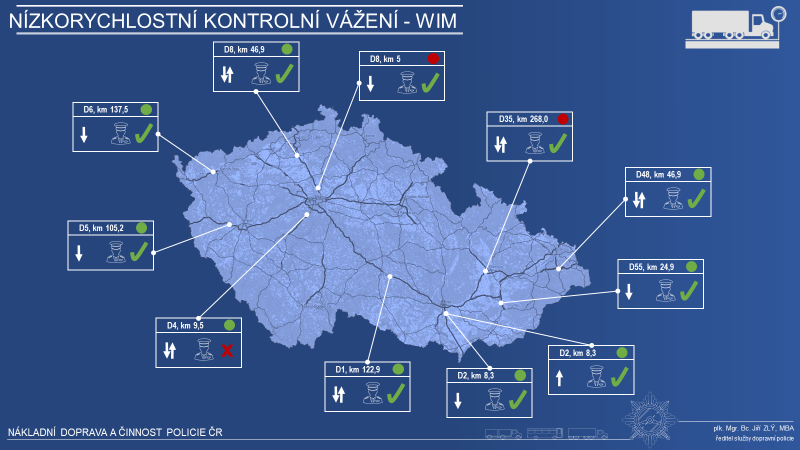 NÍZKORYCHLOSTNÍ KONTROLNÍ VÁŽENÍ - WIM
D8, km 46,9
D8, km 5
D6, km 137,5
D35, km 268,0
D48, km 46,9
D5, km 105,2
D55, km 24,9
D4, km 9,5
D2, km 8,3
D1, km 122,9
D2, km 8,3
NÁKLADNÍ DOPRAVA A ČINNOST POLICIE ČR
plk. Mgr. Bc. Jiří ZLÝ, MBA
ředitel služby dopravní policie